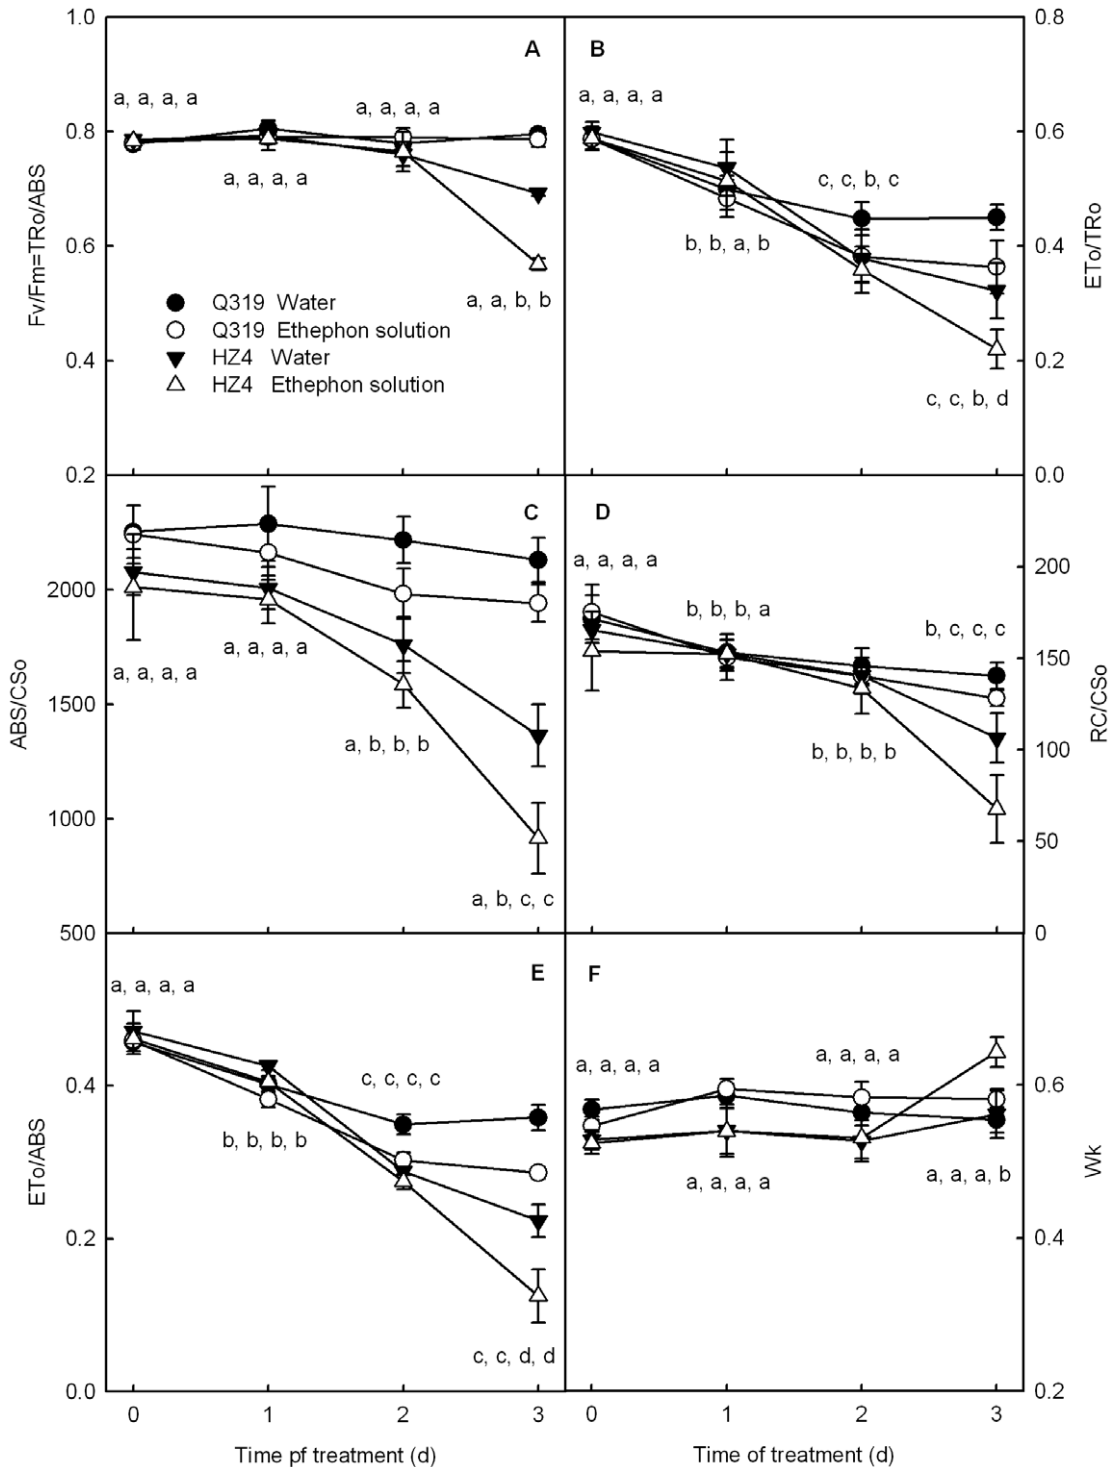 A
B
1.0
0.8
0.6
0.4
0.2
Fv/Fm=TRo/ABS
a, a, a, a
a, a, a, a
a, a, a, a
a, a, b, b
Q319 Water
Q319 Ethephon solution
HZ4 Water
HZ4 Ethephon solution
a, a, a, a
b, b, a, b
c, c, b, c
c, c, b, d
0.8
0.6
0.4
0.2
0.0
ETo/TRo
C
D
2000
1500
1000
500
ABS/CSo
a, a, a, a
a, a, a, a
a, b, b, b
a, b, c, c
a, a, a, a
b, b, b, a
b, b, b, b
b, c, c, c
200
150
100
50
0
RC/CSo
E
F
0.4
0.2
0.0
ETo/ABS
a, a, a, a
b, b, b, b
c, c, c, c
c, c, d, d
a, a, a, a
a, a, a, a
a, a, a, a
a, a, a, b
0.6
0.4
0.2
Wk
0 1 2 3
0 1 2 3
Time pf treatment (d)
Time of treatment (d)